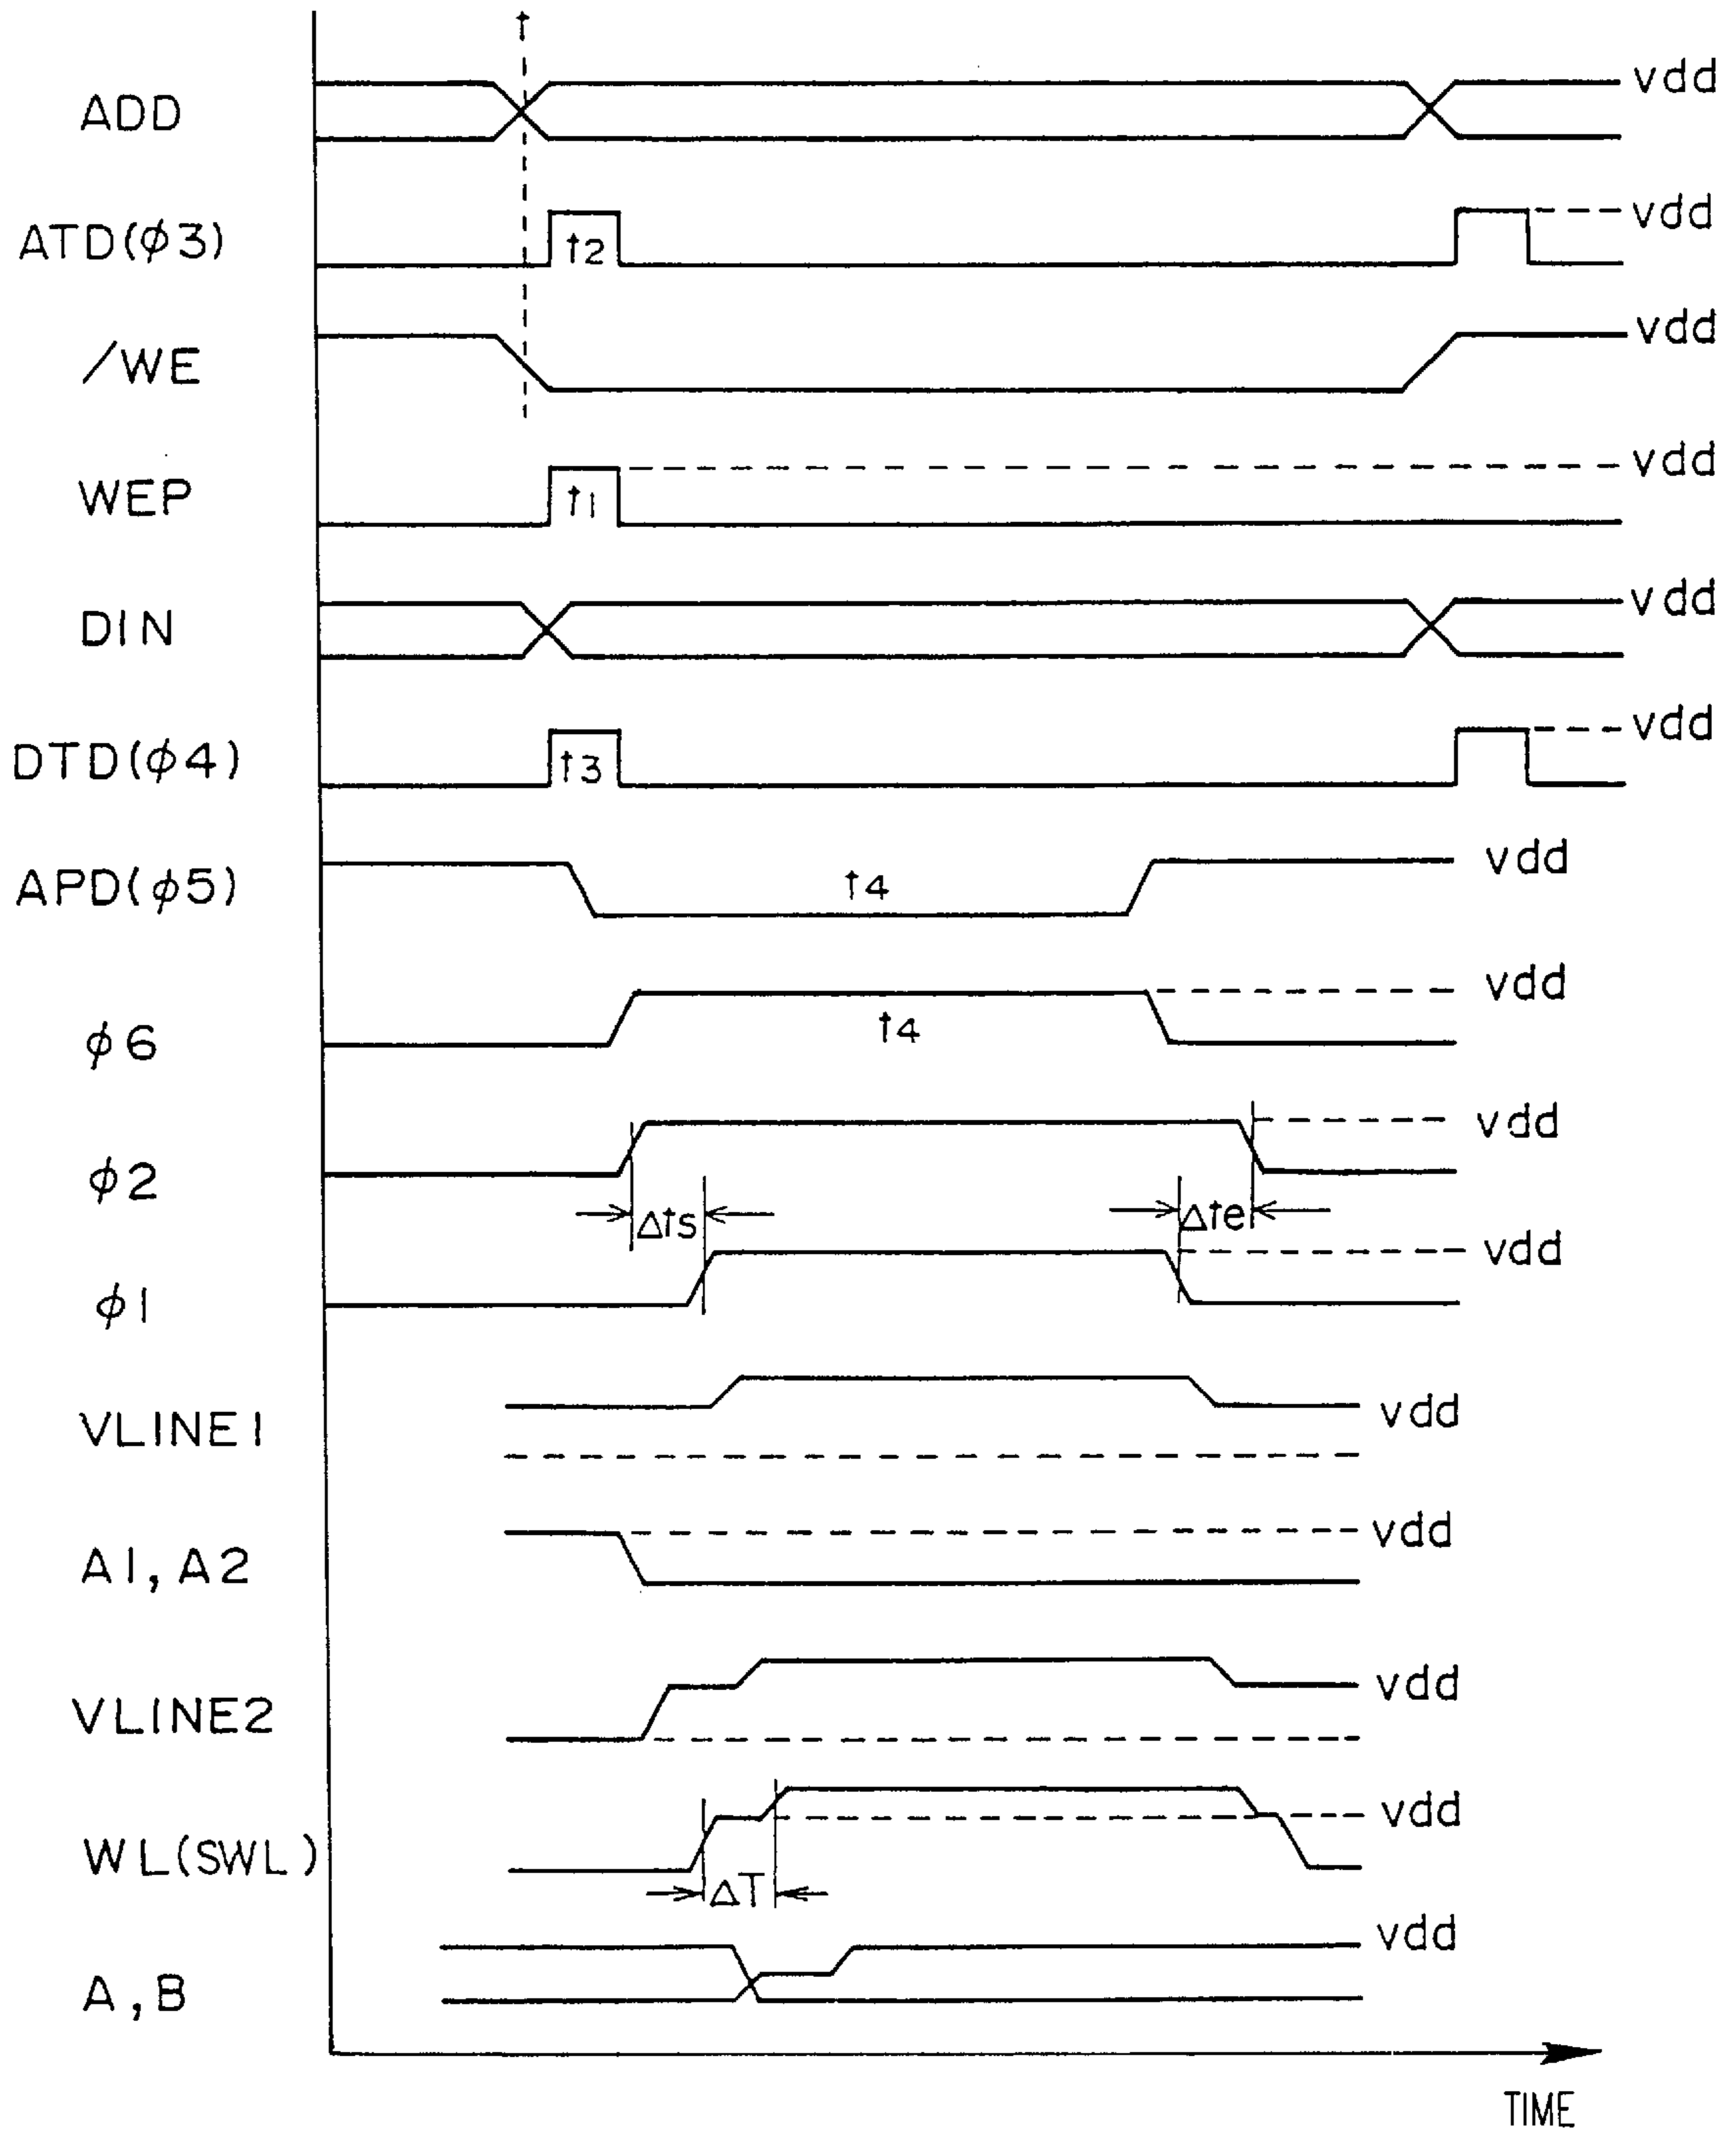 t
ADD vdd
ATD(φ3) t2 vdd
/WE vdd
WEP t1 vdd
DIN vdd
DTD(φ4) t3 vdd
APD(φ5) t4 vdd
φ6 t4 vdd
φ2 vdd
Δts Δte
φ1 vdd
VLINE1 vdd
A1,A2 vdd
VLINE2 vdd
WL(SWL) vdd
ΔT
A,B vdd
TIME